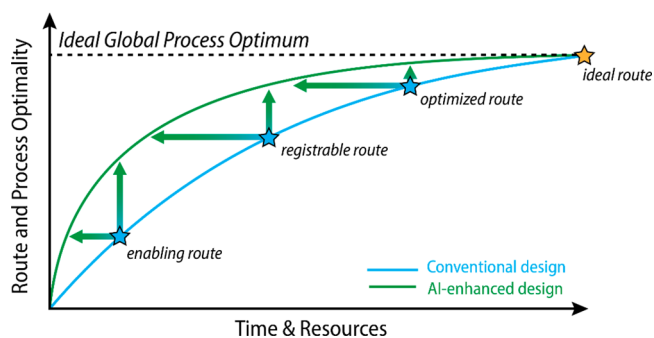 Ideal Global Process Optimum
ideal route
optimized route
registrable route
enabling route
Route and Process Optimality
Conventional design
AI-enhanced design
Time & Resources